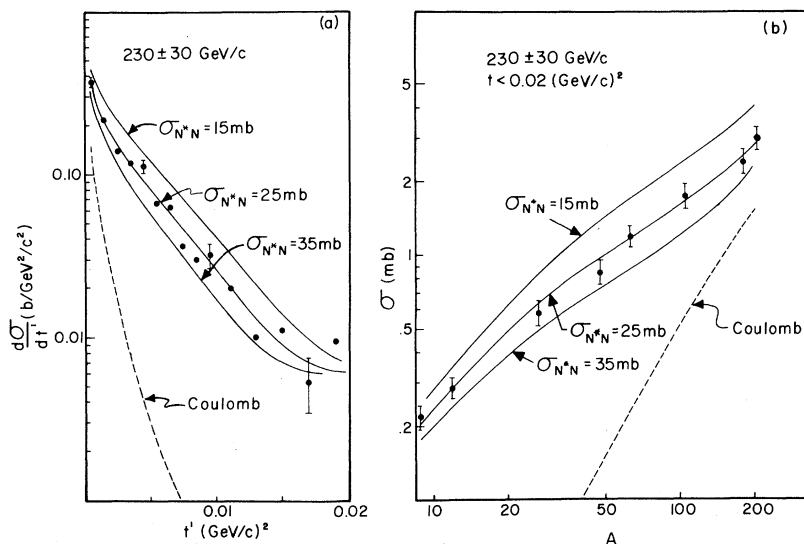 (a)
230 ± 30 GeV/c
0.10
0.01
dσ/dt' (b/GeV²/c²)
σN*N = 15mb
σN*N = 25mb
σN*N = 35mb
Coulomb
0.01
0.02
t' (GeV/c)²
(b)
230 ± 30 GeV/c
t < 0.02 (GeV/c)²
5
2
1
0.5
.2
σ (mb)
σN*N = 15mb
σN*N = 25mb
σN*N = 35mb
Coulomb
10
20
50
100
200
A